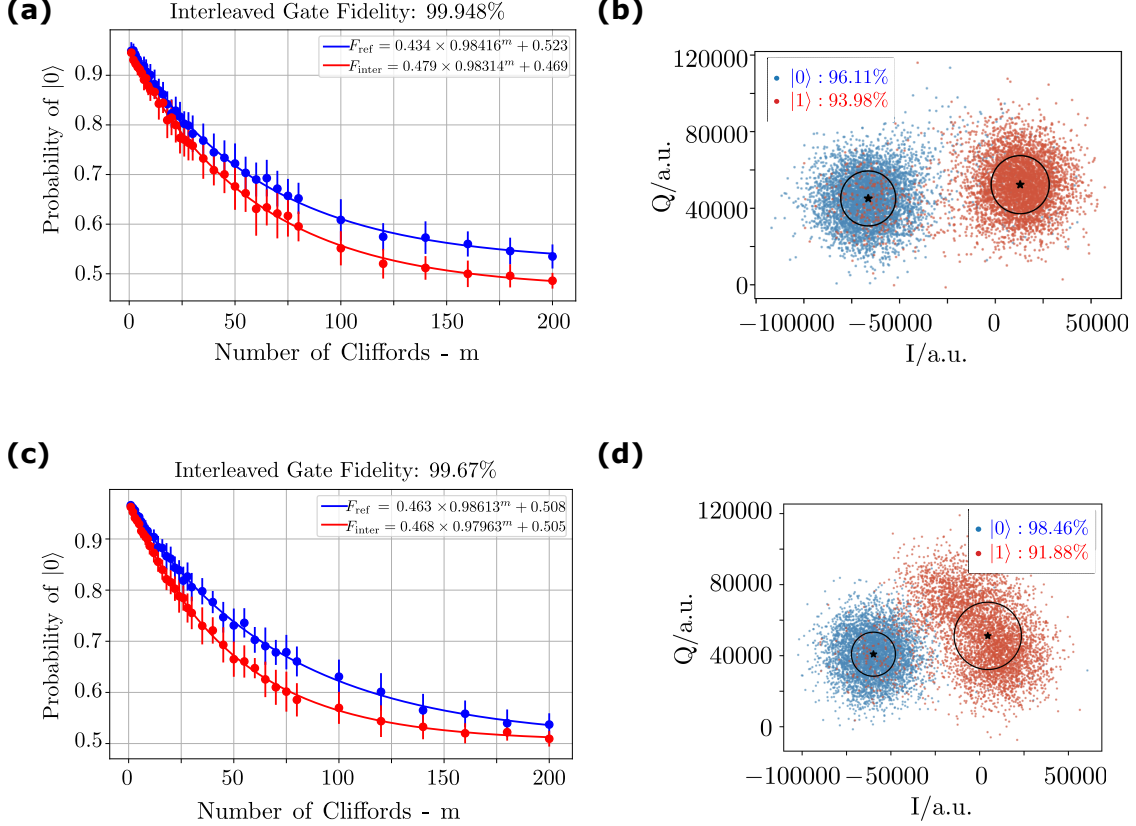 (a)
Interleaved Gate Fidelity: 99.948%
F_ref = 0.434 × 0.98416^m + 0.523
F_inter = 0.479 × 0.98314^m + 0.469
Probability of |0⟩
0.9
0.8
0.7
0.6
0.5
0 50 100 150 200
Number of Cliffords - m
(b)
|0⟩ : 96.11%
|1⟩ : 93.98%
Q/a.u.
120000
80000
40000
0
−100000 −50000 0 50000
I/a.u.
(c)
Interleaved Gate Fidelity: 99.67%
F_ref = 0.463 × 0.98613^m + 0.508
F_inter = 0.468 × 0.97963^m + 0.505
Probability of |0⟩
0.9
0.8
0.7
0.6
0.5
0 50 100 150 200
Number of Cliffords - m
(d)
|0⟩ : 98.46%
|1⟩ : 91.88%
Q/a.u.
120000
80000
40000
0
−100000 −50000 0 50000
I/a.u.